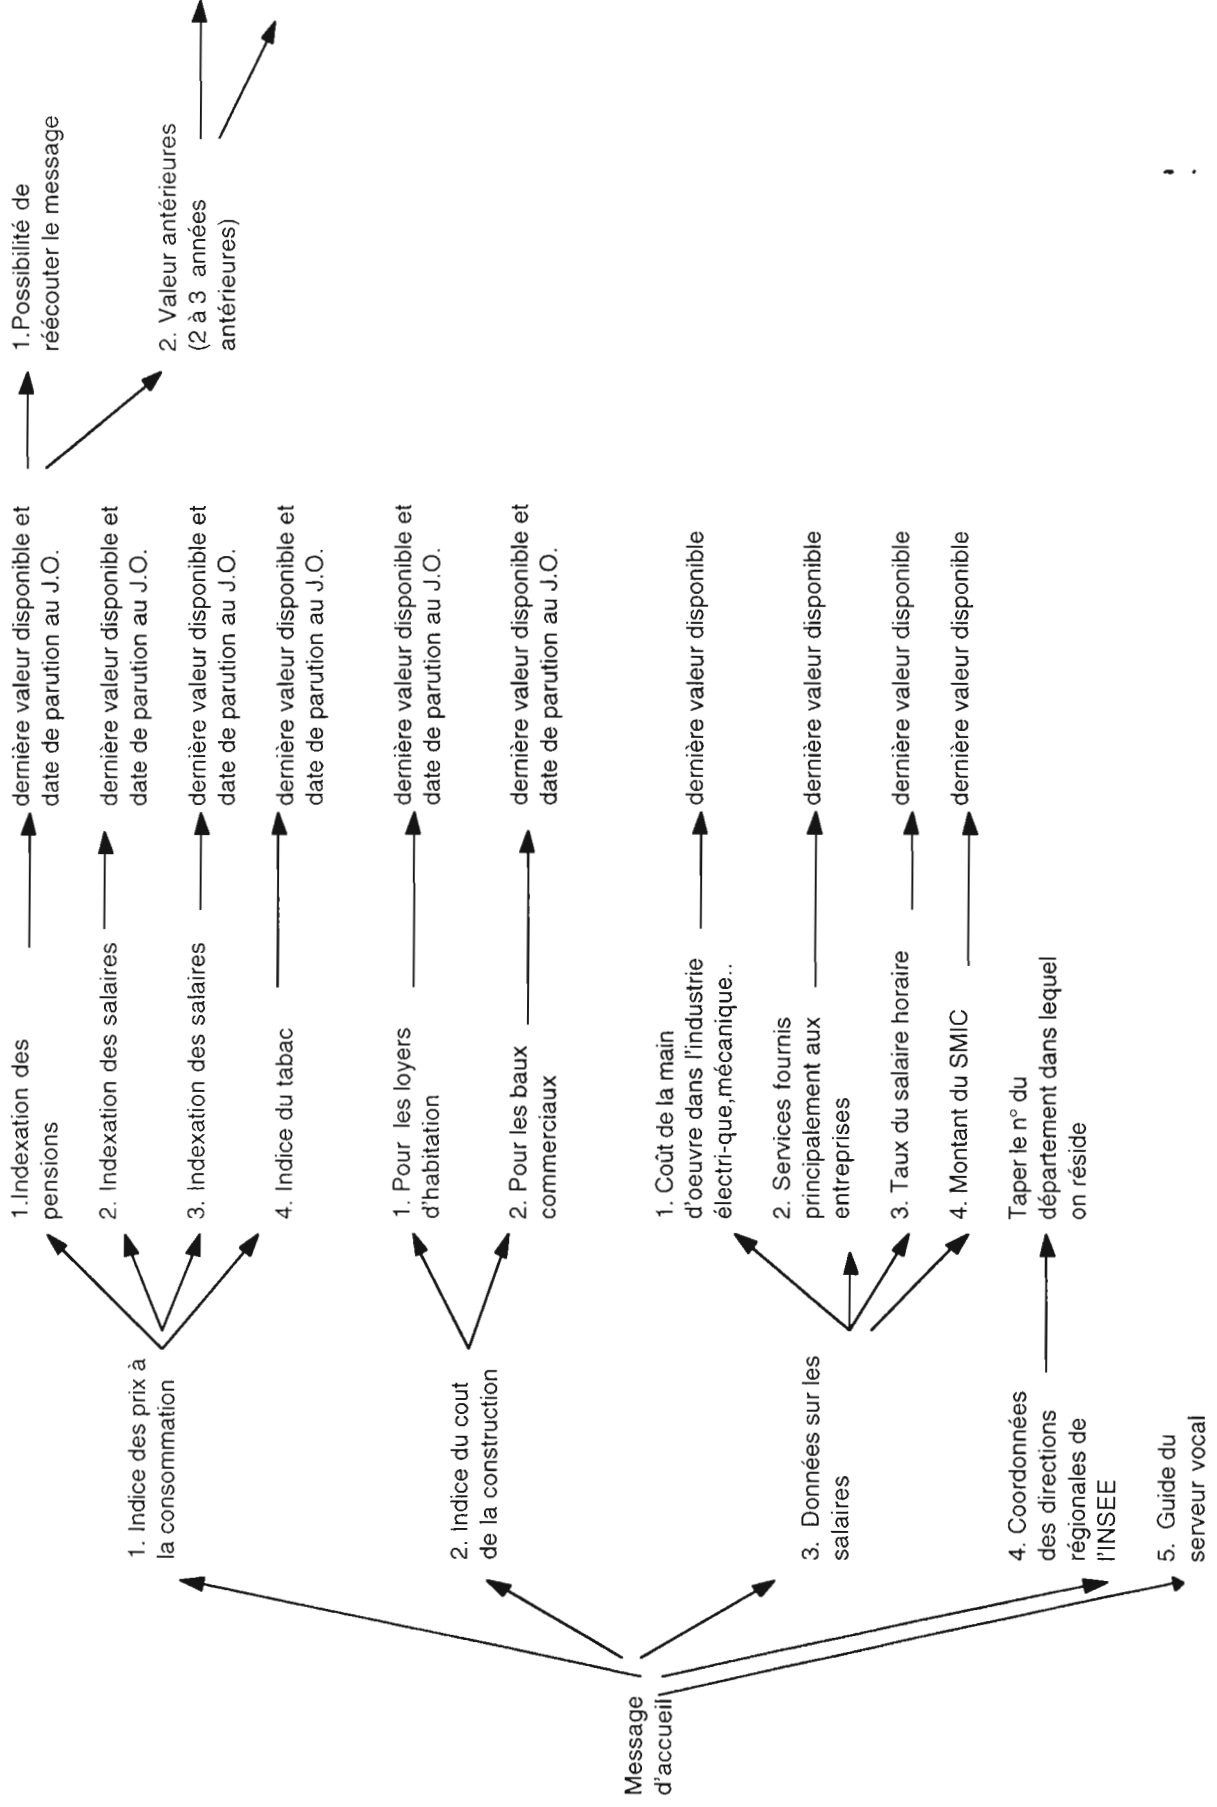 Message
d'accueil
1. Indice des prix à
la consommation
1.Indexation des
pensions
dernière valeur disponible et
date de parution au J.O.
1.Possibilité de
réécouter le message
2. Valeur antérieures
(2 à 3 années
antérieures)
2. Indexation des salaires
dernière valeur disponible et
date de parution au J.O.
3. Indexation des salaires
dernière valeur disponible et
date de parution au J.O.
4. Indice du tabac
dernière valeur disponible et
date de parution au J.O.
2. Indice du cout
de la construction
1. Pour les loyers
d'habitation
dernière valeur disponible et
date de parution au J.O.
2. Pour les baux
commerciaux
dernière valeur disponible et
date de parution au J.O.
3. Données sur les
salaires
1. Coût de la main
d'oeuvre dans l'industrie
électri-que,mécanique..
dernière valeur disponible
2. Services fournis
principalement aux
entreprises
dernière valeur disponible
3. Taux du salaire horaire
dernière valeur disponible
4. Montant du SMIC
dernière valeur disponible
4. Coordonnées
des directions
régionales de
l'INSEE
Taper le n° du
département dans lequel
on réside
5. Guide du
serveur vocal